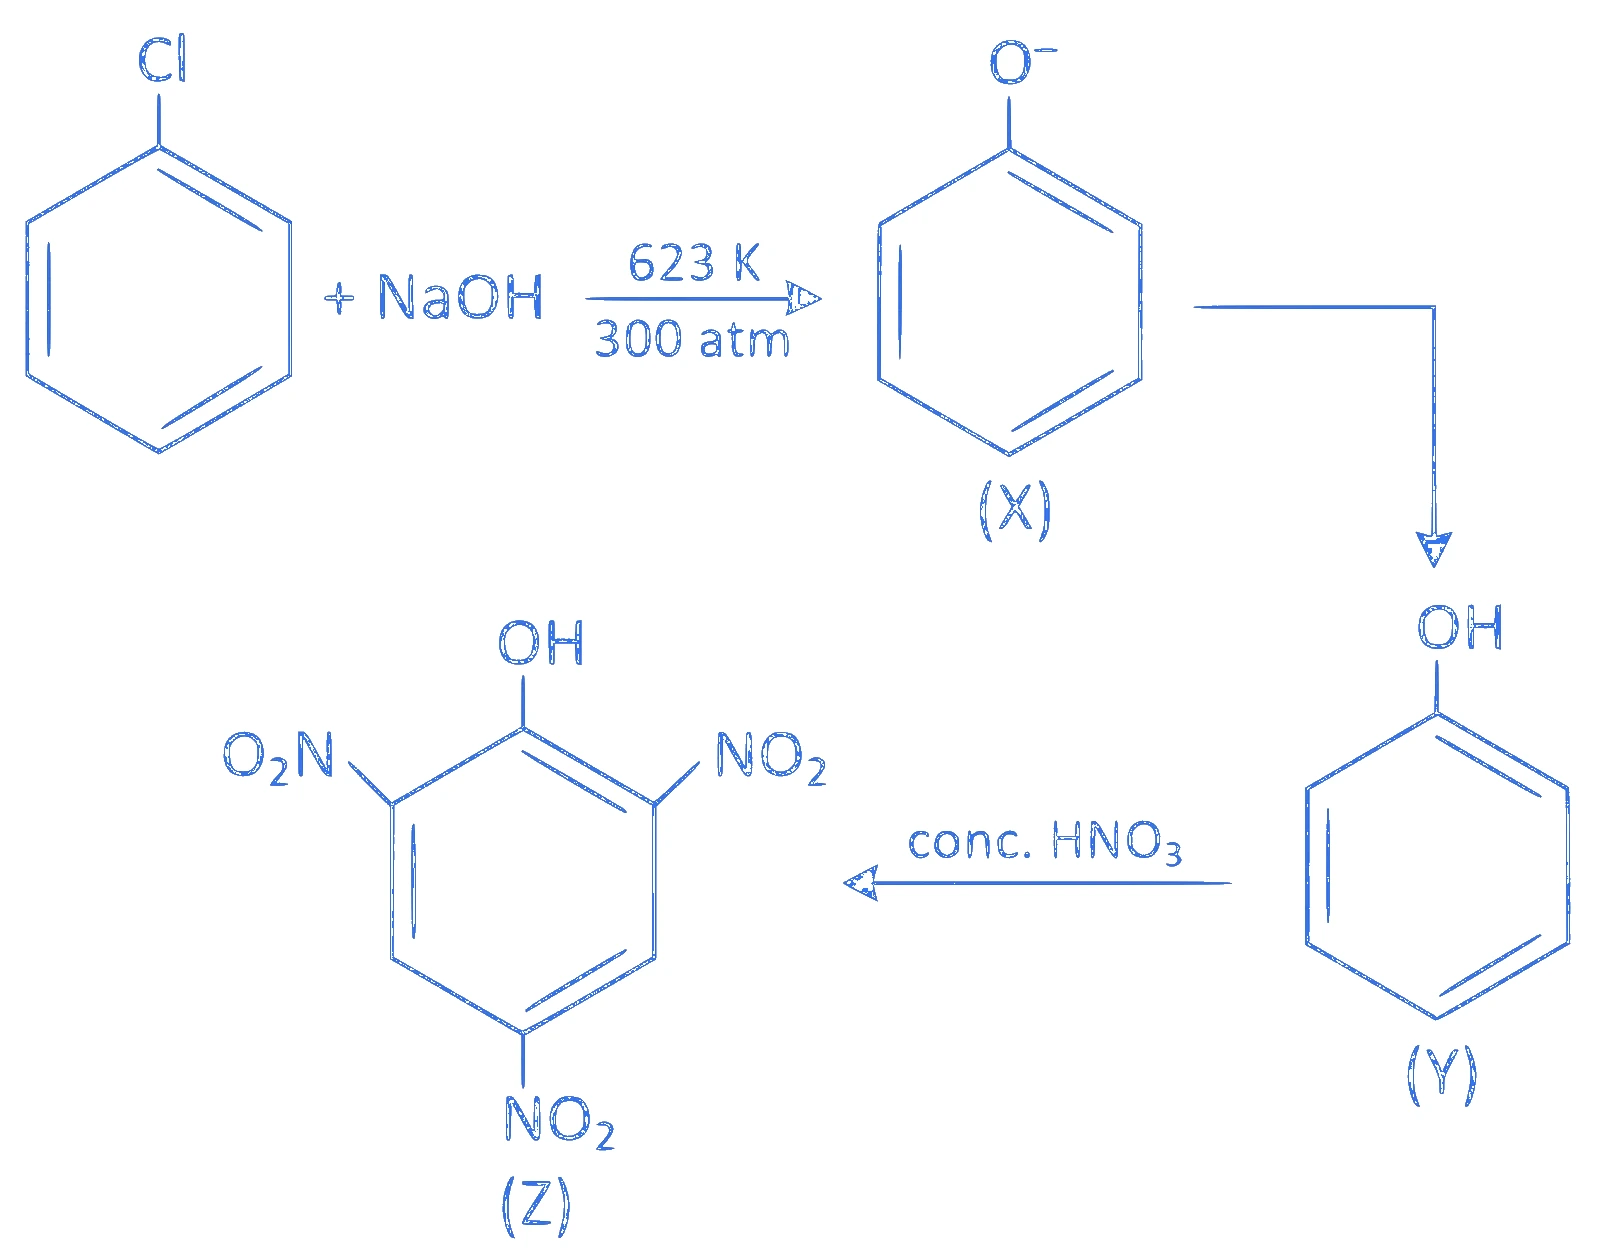 Cl
+ NaOH
623 K
300 atm
O⁻
(X)
OH
(Y)
conc. HNO₃
OH
O₂N
NO₂
NO₂
(Z)